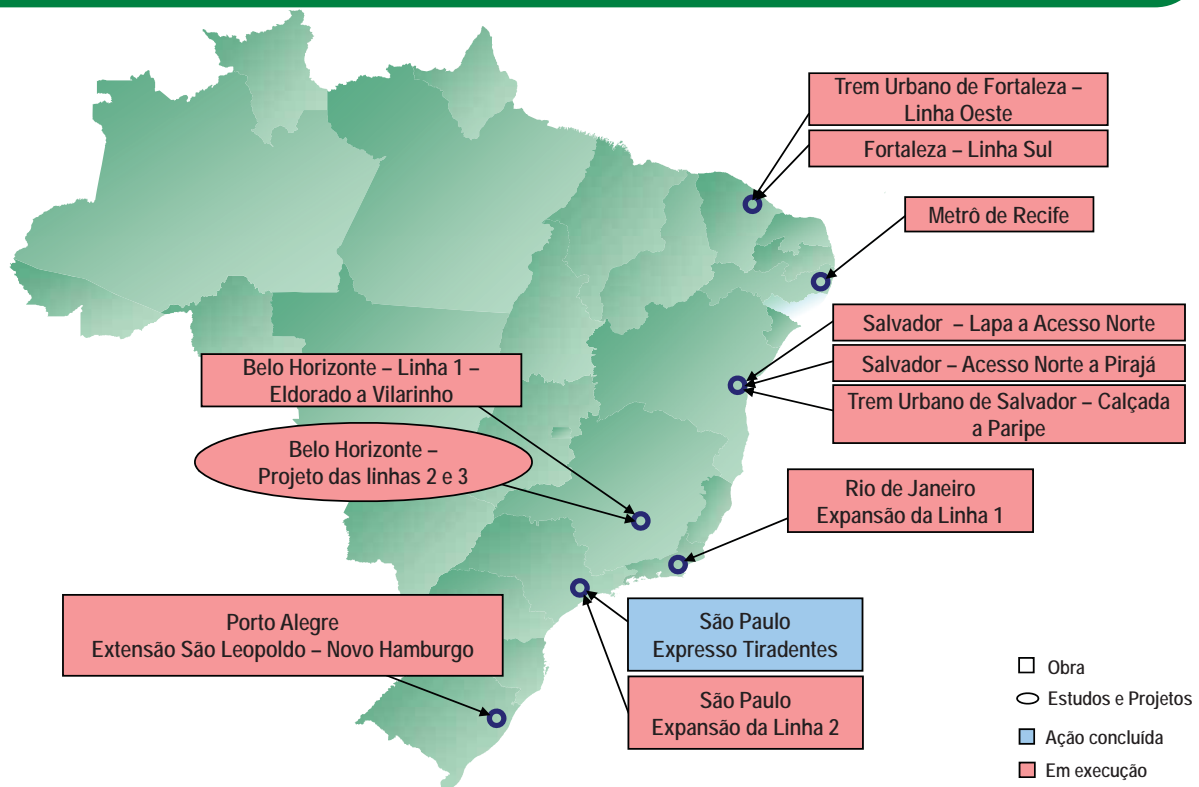 Trem Urbano de Fortaleza –
Linha Oeste
Fortaleza – Linha Sul
Metrô de Recife
Salvador – Lapa a Acesso Norte
Salvador – Acesso Norte a Pirajá
Trem Urbano de Salvador – Calçada
a Paripe
Belo Horizonte – Linha 1 –
Eldorado a Vilarinho
Belo Horizonte –
Projeto das linhas 2 e 3
Rio de Janeiro
Expansão da Linha 1
Porto Alegre
Extensão São Leopoldo – Novo Hamburgo
São Paulo
Expresso Tiradentes
São Paulo
Expansão da Linha 2
Obra
Estudos e Projetos
Ação concluída
Em execução